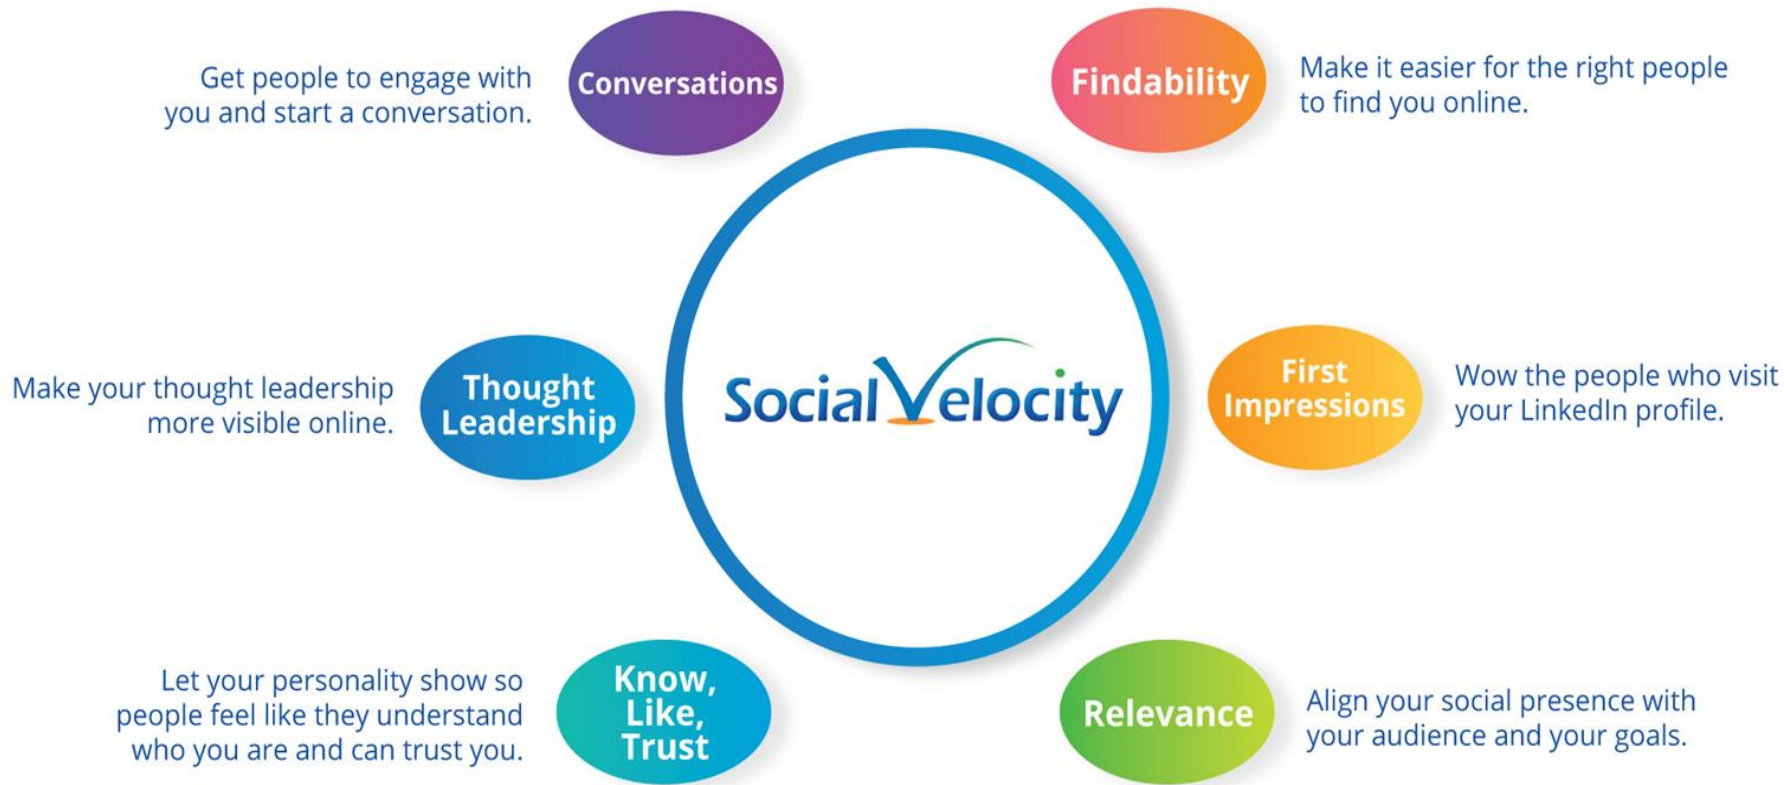 Conversations
Get people to engage with
you and start a conversation.
Findability
Make it easier for the right people
to find you online.
Thought
Leadership
Make your thought leadership
more visible online.
Social Velocity
First
Impressions
Wow the people who visit
your LinkedIn profile.
Know,
Like,
Trust
Let your personality show so
people feel like they understand
who you are and can trust you.
Relevance
Align your social presence with
your audience and your goals.